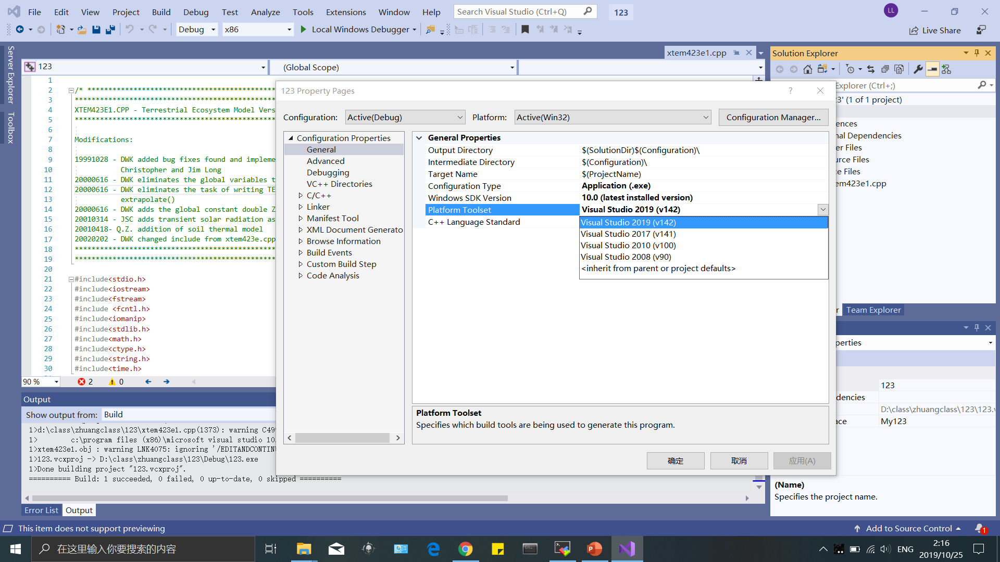 File Edit View Project Build Debug Test Analyze Tools Extensions Window Help Search Visual Studio (Ctrl+Q) 123 LL
Debug x86 Local Windows Debugger Live Share
Server Explorer
Toolbox
xtem423e1.cpp
123 (Global Scope)
1
2 /* *************************************************
3 *************************************************
4 XTEM423E1.CPP - Terrestrial Ecosystem Model Vers
5 *************************************************
6
7 Modifications:
8
9 19991028 - DWK added bug fixes found and impleme
10 Christopher and Jim Long
11 20000616 - DWK eliminates the global variables t
12 20000616 - DWK eliminates the task of writing TE
13 extrapolate()
14 20000616 - DWK adds the global constant double Z
15 20010314 - JSC adds transient solar radiation as
16 20010418- Q.Z. addition of soil thermal model
17 20020202 - DWK changed include from xtem423e.cpp
18 *************************************************
19 *************************************************
20
21 #include<stdio.h>
22 #include<iostream>
23 #include<fstream>
24 #include <fcntl.h>
25 #include<iomanip>
26 #include<stdlib.h>
27 #include<math.h>
28 #include<ctype.h>
29 #include<string.h>
30 #include<time.h>
90 % 2 0
Output
Show output from: Build
1>d:\class\zhuangclass\123\xtem423e1.cpp(1373): warning C49
1> c:\program files (x86)\microsoft visual studio 10.
1>xtem423e1.obj : warning LNK4075: ignoring '/EDITANDCONTINU
1>123.vcxproj -> D:\class\zhuangclass\123\Debug\123.exe
1>Done building project "123.vcxproj".
========== Build: 1 succeeded, 0 failed, 0 up-to-date, 0 skipped ==========
Error List Output
123 Property Pages ?
Configuration: Active(Debug) Platform: Active(Win32) Configuration Manager...
Configuration Properties
General
Advanced
Debugging
VC++ Directories
C/C++
Linker
Manifest Tool
XML Document Generato
Browse Information
Build Events
Custom Build Step
Code Analysis
General Properties
Output Directory $(SolutionDir)$(Configuration)\
Intermediate Directory $(Configuration)\
Target Name $(ProjectName)
Configuration Type Application (.exe)
Windows SDK Version 10.0 (latest installed version)
Platform Toolset Visual Studio 2019 (v142)
C++ Language Standard
Visual Studio 2019 (v142)
Visual Studio 2017 (v141)
Visual Studio 2010 (v100)
Visual Studio 2008 (v90)
<inherit from parent or project defaults>
Platform Toolset
Specifies which build tools are being used to generate this program.
确定 取消 应用(A)
Solution Explorer
Explorer (Ctrl+;)
3' (1 of 1 project)
ences
nal Dependencies
er Files
urce Files
e Files
em423e1.cpp
r Team Explorer
perties
123
dencies
D:\class\zhuangclass\123\123.v
ace My123
(Name)
Specifies the project name.
This item does not support previewing Add to Source Control 1
在这里输入你要搜索的内容 ENG 2:16
2019/10/25